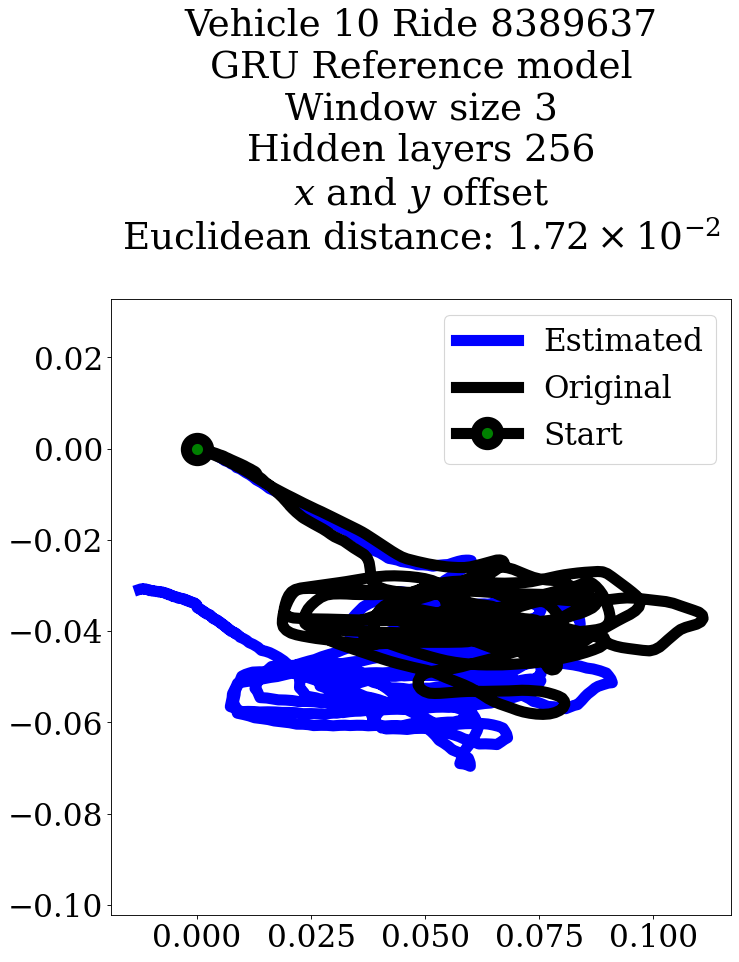 Vehicle 10 Ride 8389637
GRU Reference model
Window size 3
Hidden layers 256
x and y offset
Euclidean distance: 1.72 × 10⁻²
Estimated
Original
Start
0.02
0.00
−0.02
−0.04
−0.06
−0.08
−0.10
0.000 0.025 0.050 0.075 0.100